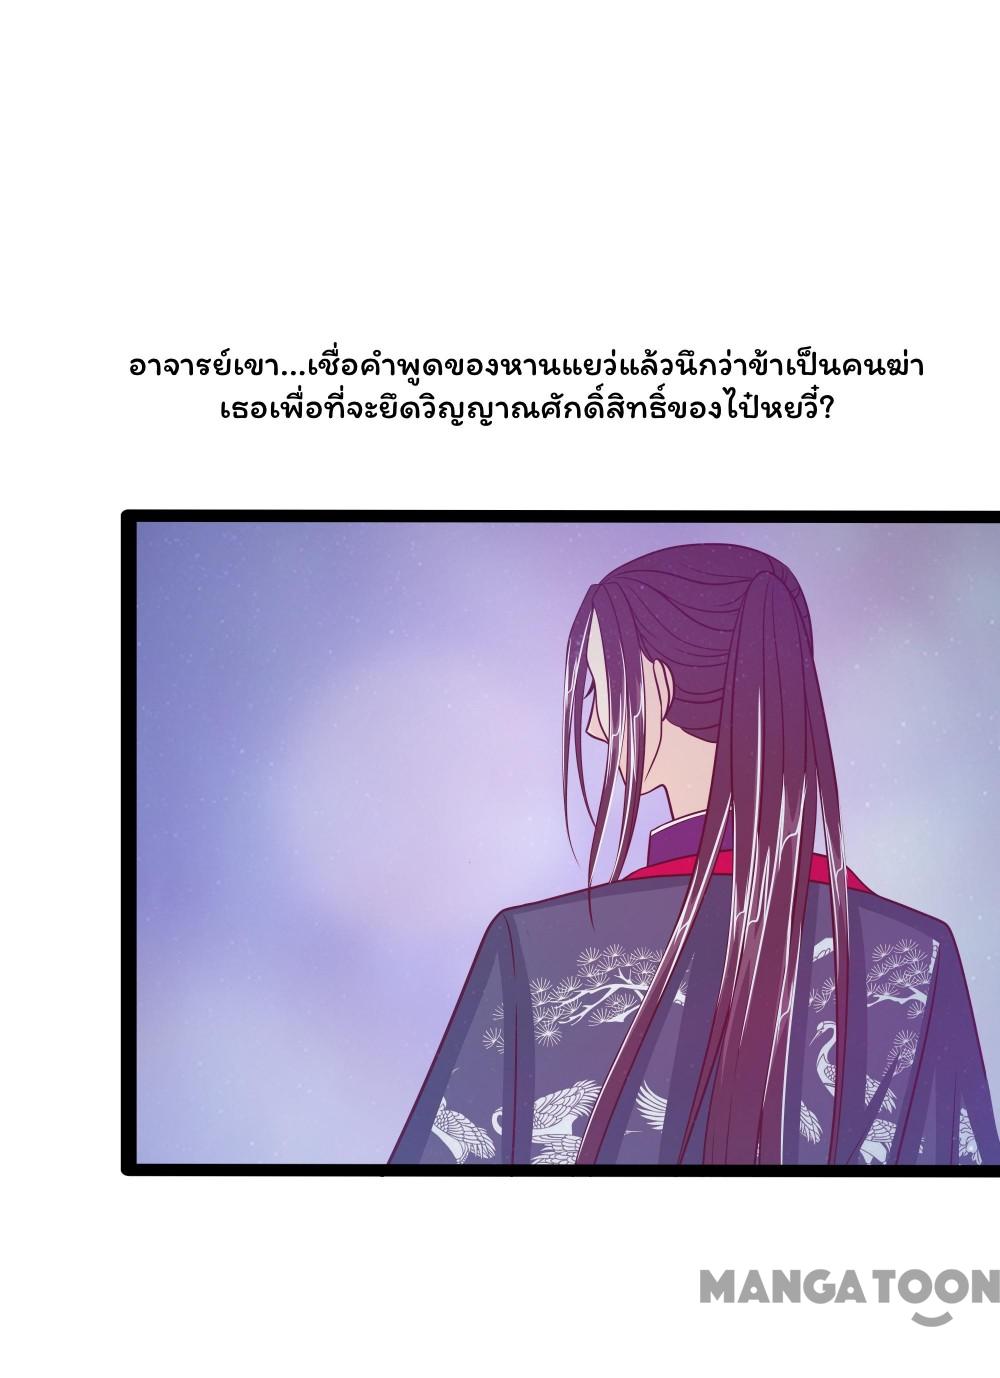 อาจารย์เขา...เชื่อคำพูดของหานแยว่แล้วนึกว่าข้าเป็นคนฆ่า
เธอเพื่อที่จะยึดวิญญาณศักดิ์สิทธิ์ของไป๋หยวี่?
MANGATOON